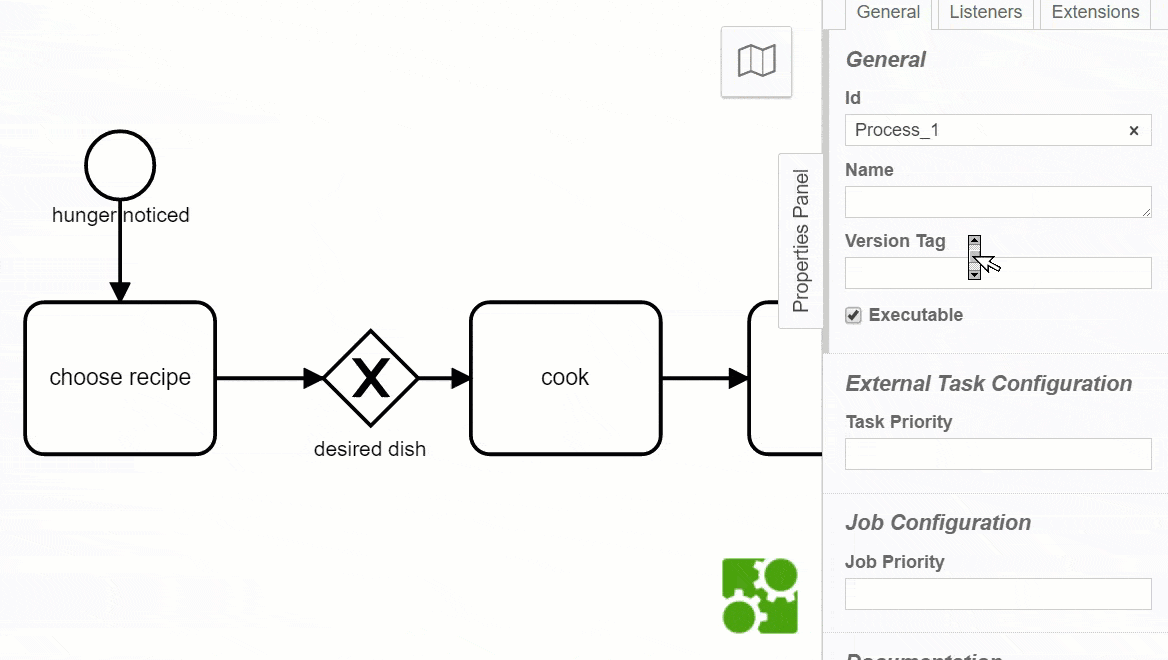 hunger noticed
choose recipe
desired dish
cook
Properties Panel
General Listeners Extensions
General
Id
Process_1
Name
Version Tag
Executable
External Task Configuration
Task Priority
Job Configuration
Job Priority
Documentation